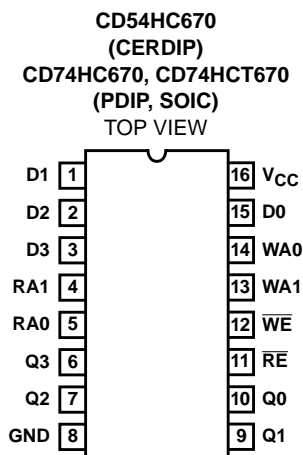 CD54HC670
(CERDIP)
CD74HC670, CD74HCT670
(PDIP, SOIC)
TOP VIEW
D1 1 16 VCC
D2 2 15 D0
D3 3 14 WA0
RA1 4 13 WA1
RA0 5 12 W̅E̅
Q3 6 11 R̅E̅
Q2 7 10 Q0
GND 8 9 Q1